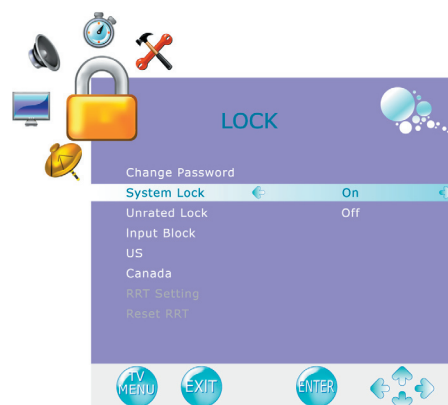 LOCK
Change Password
System Lock On
Unrated Lock Off
Input Block
US
Canada
RRT Setting
Reset RRT
TV MENU EXIT ENTER